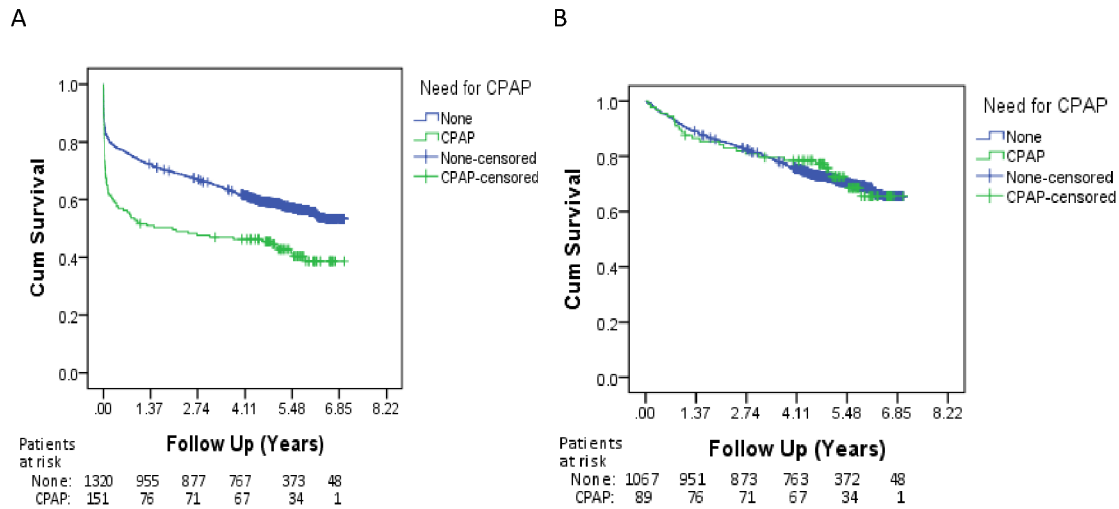 A
Cum Survival
1.0
0.8
0.6
0.4
0.2
0.0
.00 1.37 2.74 4.11 5.48 6.85 8.22
Follow Up (Years)
Need for CPAP
None
CPAP
None-censored
CPAP-censored
Patients
at risk
None: 1320 955 877 767 373 48
CPAP: 151 76 71 67 34 1
B
Cum Survival
1.0
0.8
0.6
0.4
0.2
0.0
.00 1.37 2.74 4.11 5.48 6.85 8.22
Follow Up (Years)
Need for CPAP
None
CPAP
None-censored
CPAP-censored
Patients
at risk
None: 1067 951 873 763 372 48
CPAP: 89 76 71 67 34 1